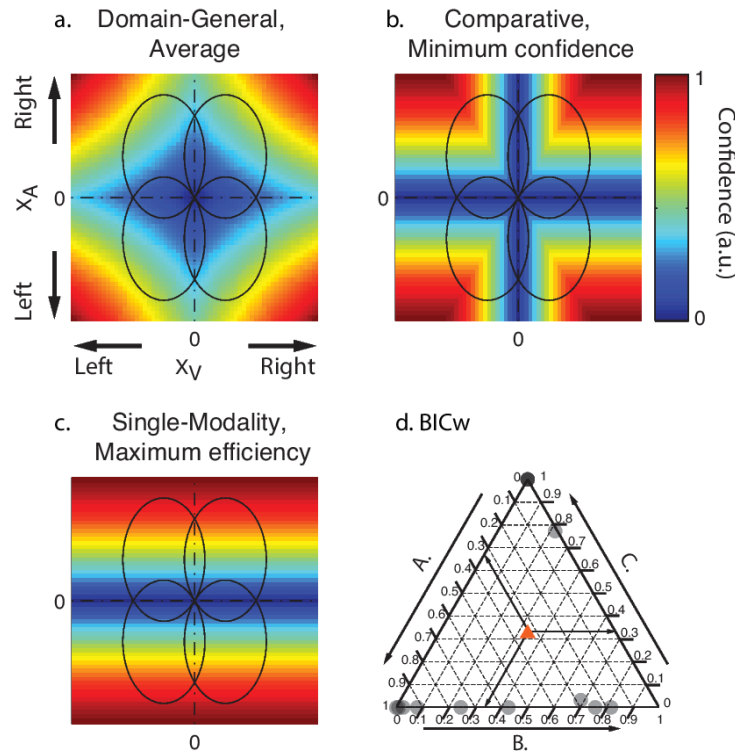 a. Domain-General,
Average
Right
X_A
0
Left
0
Left X_V Right
b. Comparative,
Minimum confidence
0
0
1
Confidence (a.u.)
0
c. Single-Modality,
Maximum efficiency
0
0
d. BICw
A.
0
0.1
0.2
0.3
0.4
0.5
0.6
0.7
0.8
0.9
1
C.
1
0.9
0.8
0.7
0.6
0.5
0.4
0.3
0.2
0.1
0
0 0.1 0.2 0.3 0.4 0.5 0.6 0.7 0.8 0.9 1
B.